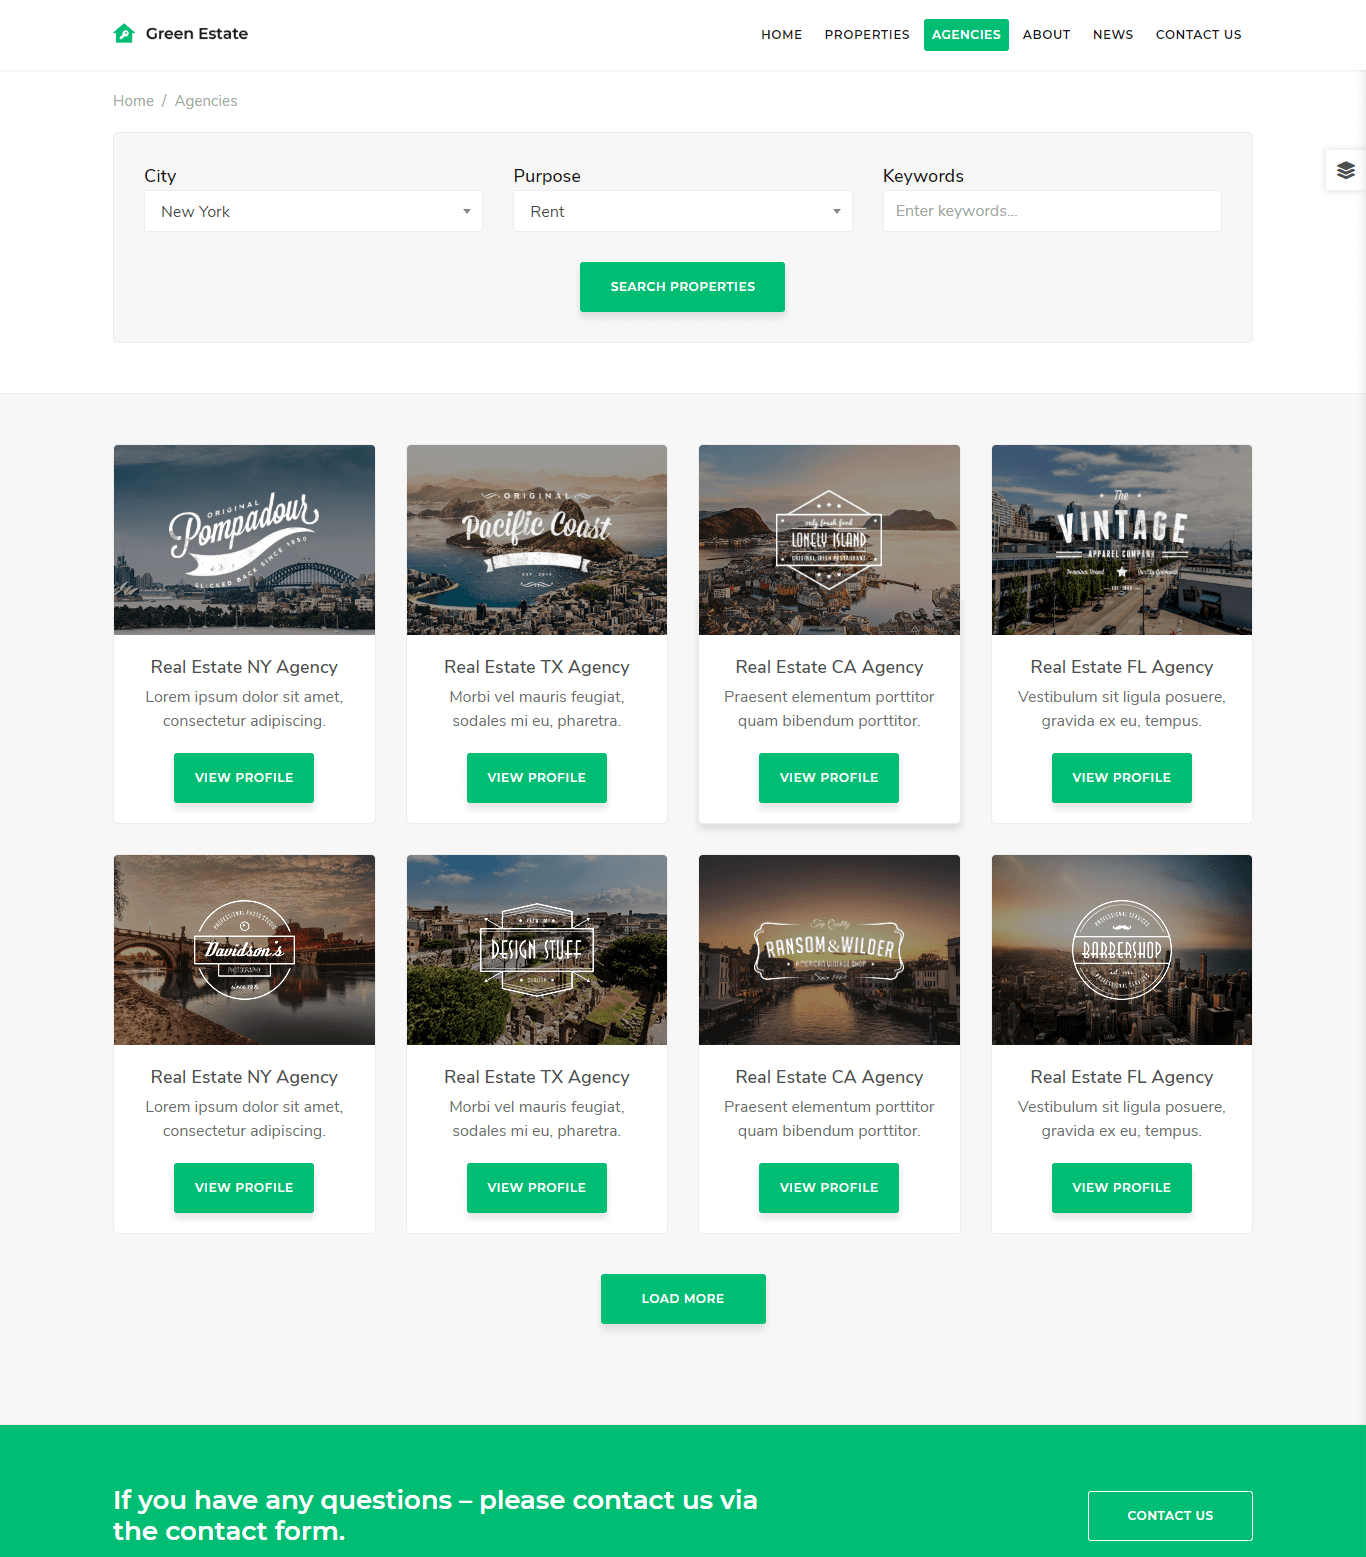 Green Estate
HOME PROPERTIES AGENCIES ABOUT NEWS CONTACT US
Home / Agencies
City Purpose Keywords
New York Rent Enter keywords...
SEARCH PROPERTIES
ORIGINAL
Pompadour
SLICKED BACK SINCE 1950
ORIGINAL
Pacific Coast
only fresh food
LONELY ISLAND
ORIGINAL IRISH RESTAURANT
The
VINTAGE
APPAREL COMPANY
Real Estate NY Agency
Lorem ipsum dolor sit amet,
consectetur adipiscing.
VIEW PROFILE
Real Estate TX Agency
Morbi vel mauris feugiat,
sodales mi eu, pharetra.
VIEW PROFILE
Real Estate CA Agency
Praesent elementum porttitor
quam bibendum porttitor.
VIEW PROFILE
Real Estate FL Agency
Vestibulum sit ligula posuere,
gravida ex eu, tempus.
VIEW PROFILE
PROFESSIONAL PHOTO STUDIO
Davidson's
PHOTOGRAPHY
since 1975
DESIGN STUFF
QUALITY
Top Quality
RANSOM&WILDER
AMERICAN VINTAGE SHOP
PROFESSIONAL SERVICES
BARBERSHOP
PROFESSIONAL SERVICES
Real Estate NY Agency
Lorem ipsum dolor sit amet,
consectetur adipiscing.
VIEW PROFILE
Real Estate TX Agency
Morbi vel mauris feugiat,
sodales mi eu, pharetra.
VIEW PROFILE
Real Estate CA Agency
Praesent elementum porttitor
quam bibendum porttitor.
VIEW PROFILE
Real Estate FL Agency
Vestibulum sit ligula posuere,
gravida ex eu, tempus.
VIEW PROFILE
LOAD MORE
If you have any questions – please contact us via
the contact form.
CONTACT US